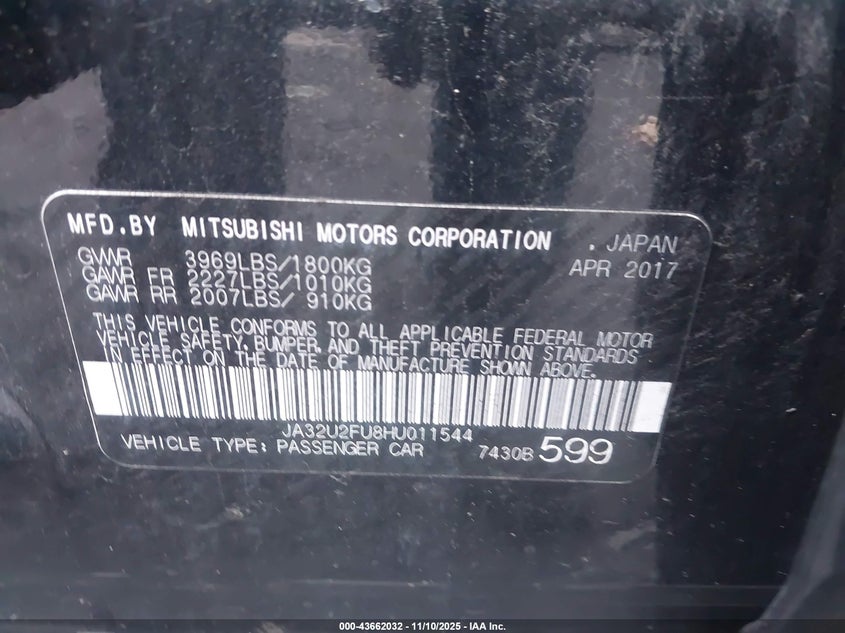 MFD.BY MITSUBISHI MOTORS CORPORATION . JAPAN
GVWR 3969LBS/1800KG APR 2017
GAWR FR 2227LBS/1010KG
GAWR RR 2007LBS/ 910KG
THIS VEHICLE CONFORMS TO ALL APPLICABLE FEDERAL MOTOR
VEHICLE SAFETY, BUMPER, AND THEFT PREVENTION STANDARDS
IN EFFECT ON THE DATE OF MANUFACTURE SHOWN ABOVE.
JA32U2FU8HU011544
VEHICLE TYPE: PASSENGER CAR 7430B 599
000-43662032 - 11/10/2025 - IAA Inc.